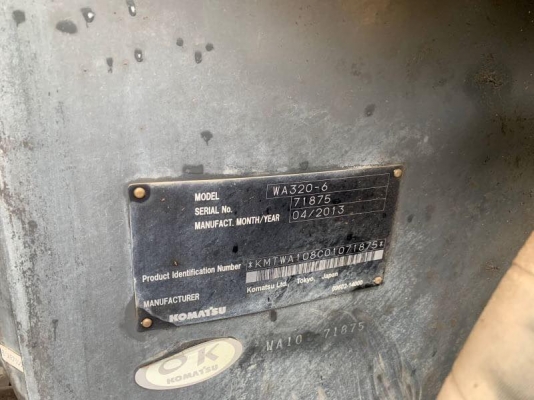 MODEL WA320-6
SERIAL No. 71875
MANUFACT. MONTH/YEAR 04/2013
Product Identification Number *KMTWA108C01071875*
Komatsu Ltd. Tokyo, Japan
MANUFACTURER
KOMATSU
OK
KOMATSU
WA10 71875